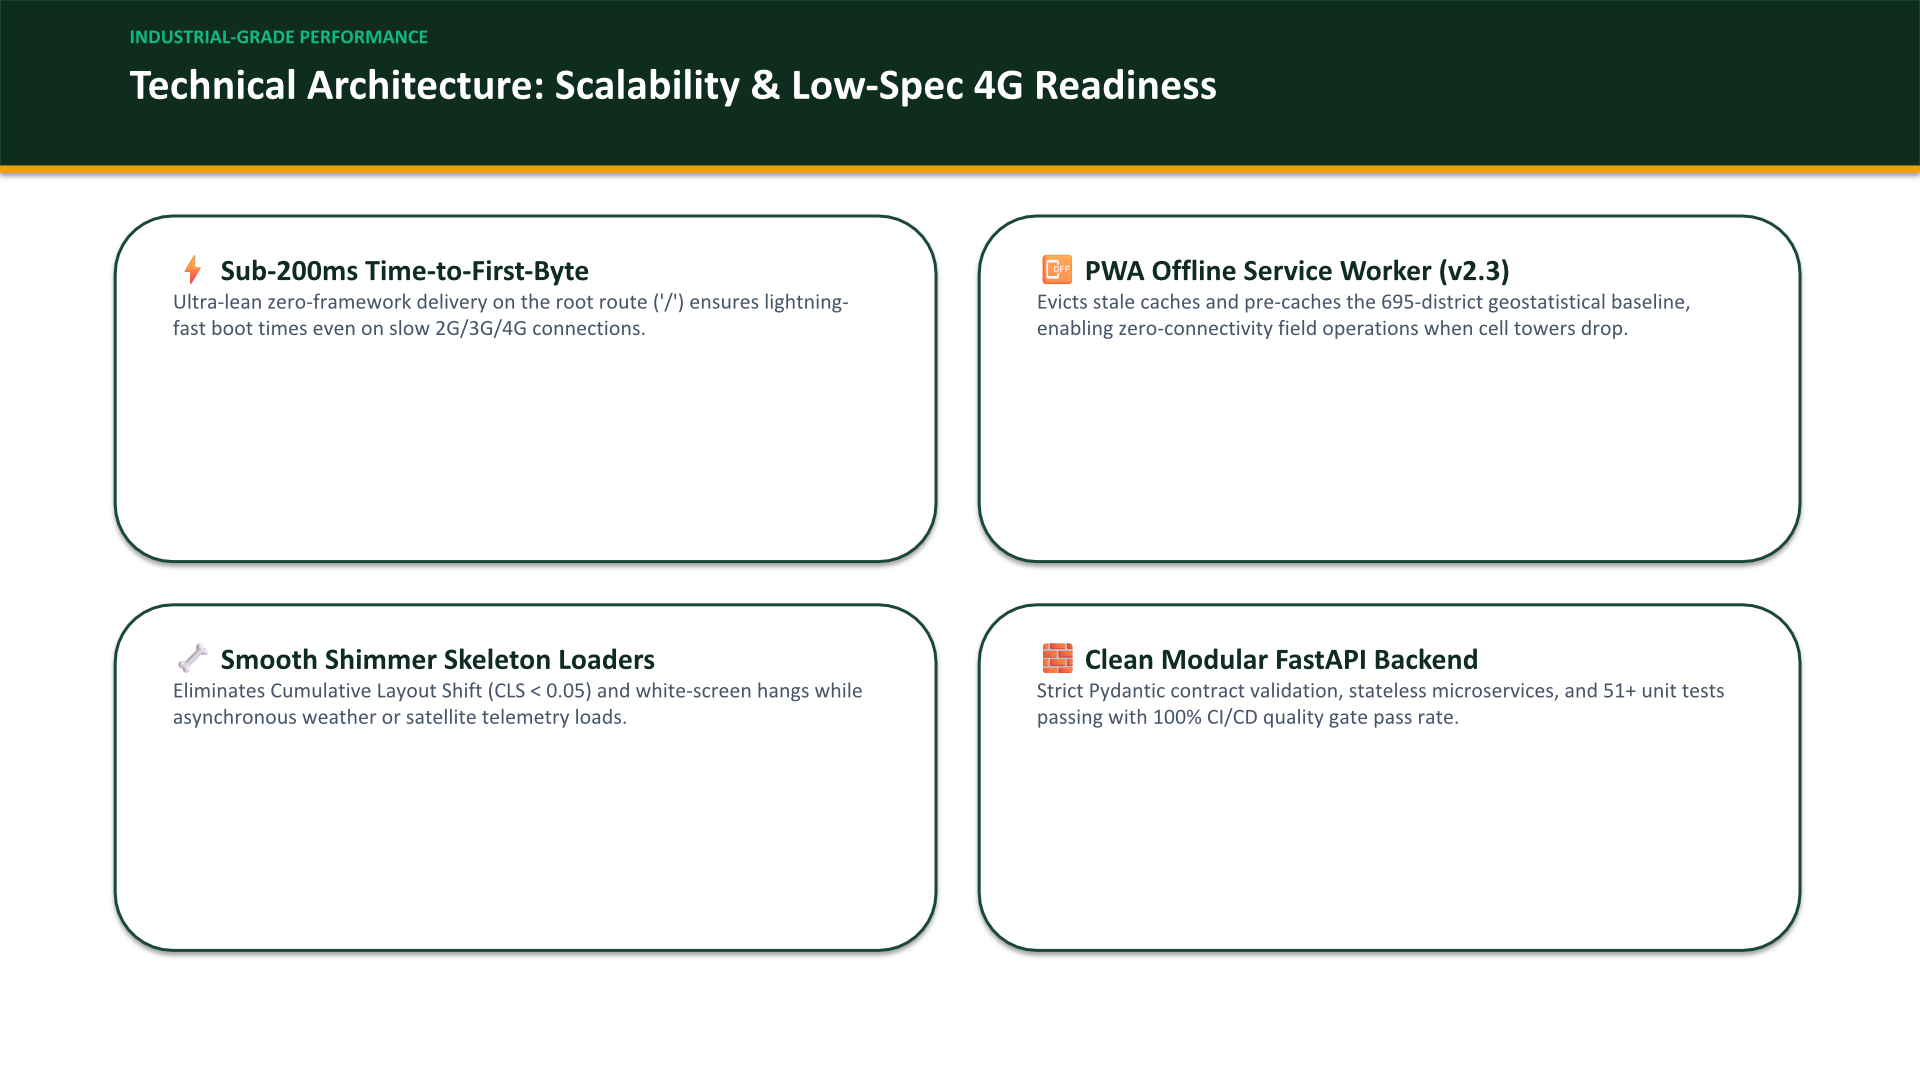 INDUSTRIAL-GRADE PERFORMANCE
Technical Architecture: Scalability & Low-Spec 4G Readiness
⚡ Sub-200ms Time-to-First-Byte
Ultra-lean zero-framework delivery on the root route ('/') ensures lightning-
fast boot times even on slow 2G/3G/4G connections.
📴 PWA Offline Service Worker (v2.3)
Evicts stale caches and pre-caches the 695-district geostatistical baseline,
enabling zero-connectivity field operations when cell towers drop.
🦴 Smooth Shimmer Skeleton Loaders
Eliminates Cumulative Layout Shift (CLS < 0.05) and white-screen hangs while
asynchronous weather or satellite telemetry loads.
🧱 Clean Modular FastAPI Backend
Strict Pydantic contract validation, stateless microservices, and 51+ unit tests
passing with 100% CI/CD quality gate pass rate.